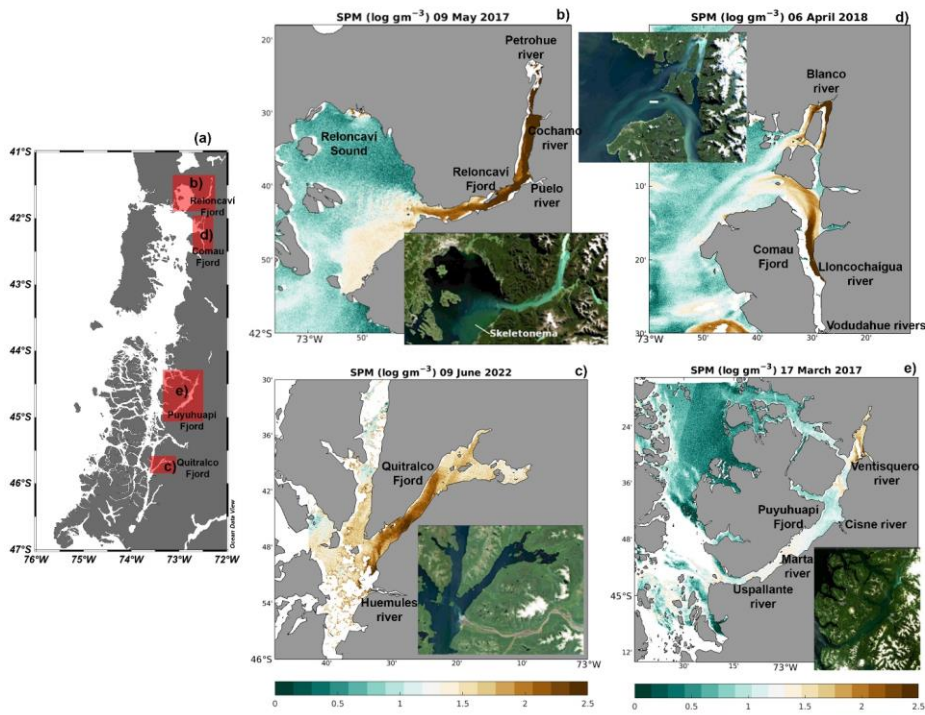 (a)
41°S
42°S
43°S
44°S
45°S
46°S
47°S
76°W
75°W
74°W
73°W
72°W
b)
Reloncaví
Fjord
d)
Comau
Fjord
e)
Puyuhuapi
Fjord
c)
Quitralco
Fjord
Ocean Data View
SPM (log gm⁻³) 09 May 2017
b)
20'
30'
40'
50'
42°S
73°W
50'
40'
30'
20'
Petrohue
river
Cochamo
river
Reloncaví
Sound
Reloncaví
Fjord
Puelo
river
Skeletonema
SPM (log gm⁻³) 06 April 2018
d)
10'
20'
30'
50'
40'
30'
20'
73°W
Blanco
river
Comau
Fjord
Lloncochaigua
river
Vodudahue rivers
SPM (log gm⁻³) 09 June 2022
c)
30'
36'
42'
48'
54'
46°S
40'
30'
20'
10'
73°W
Quitralco
Fjord
Huemules
river
0
0.5
1
1.5
2
2.5
SPM (log gm⁻³) 17 March 2017
e)
24'
36'
48'
45°S
12'
30'
15'
73°W
45'
Ventisquero
river
Puyuhuapi
Fjord
Cisne river
Marta
river
Uspallante
river
0
0.5
1
1.5
2
2.5